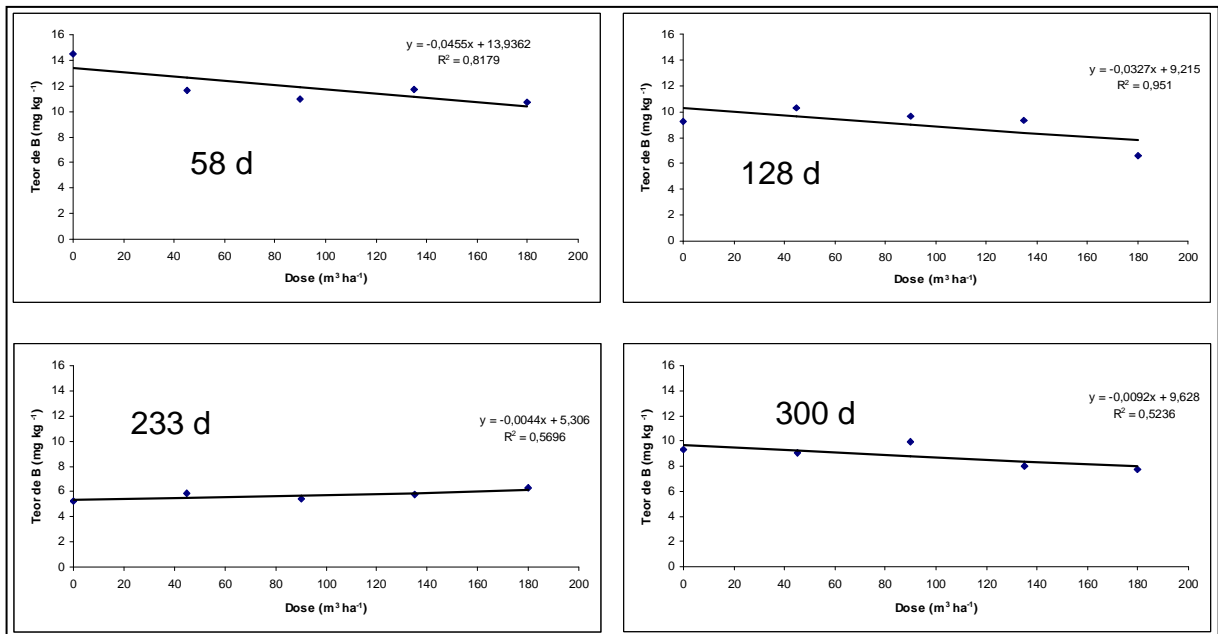 y = -0,0455x + 13,9362
R² = 0,8179
16
14
12
10
8
6
4
2
0
Teor de B (mg kg⁻¹)
58 d
0 20 40 60 80 100 120 140 160 180 200
Dose (m³ ha⁻¹)
y = -0,0327x + 9,215
R² = 0,951
16
14
12
10
8
6
4
2
0
Teor de B (mg kg⁻¹)
128 d
0 20 40 60 80 100 120 140 160 180 200
Dose (m³ ha⁻¹)
y = -0,0044x + 5,306
R² = 0,5696
16
14
12
10
8
6
4
2
0
Teor de B (mg kg⁻¹)
233 d
0 20 40 60 80 100 120 140 160 180 200
Dose (m³ ha⁻¹)
y = -0,0092x + 9,628
R² = 0,5236
16
14
12
10
8
6
4
2
0
Teor de B (mg kg⁻¹)
300 d
0 20 40 60 80 100 120 140 160 180 200
Dose (m³ ha⁻¹)